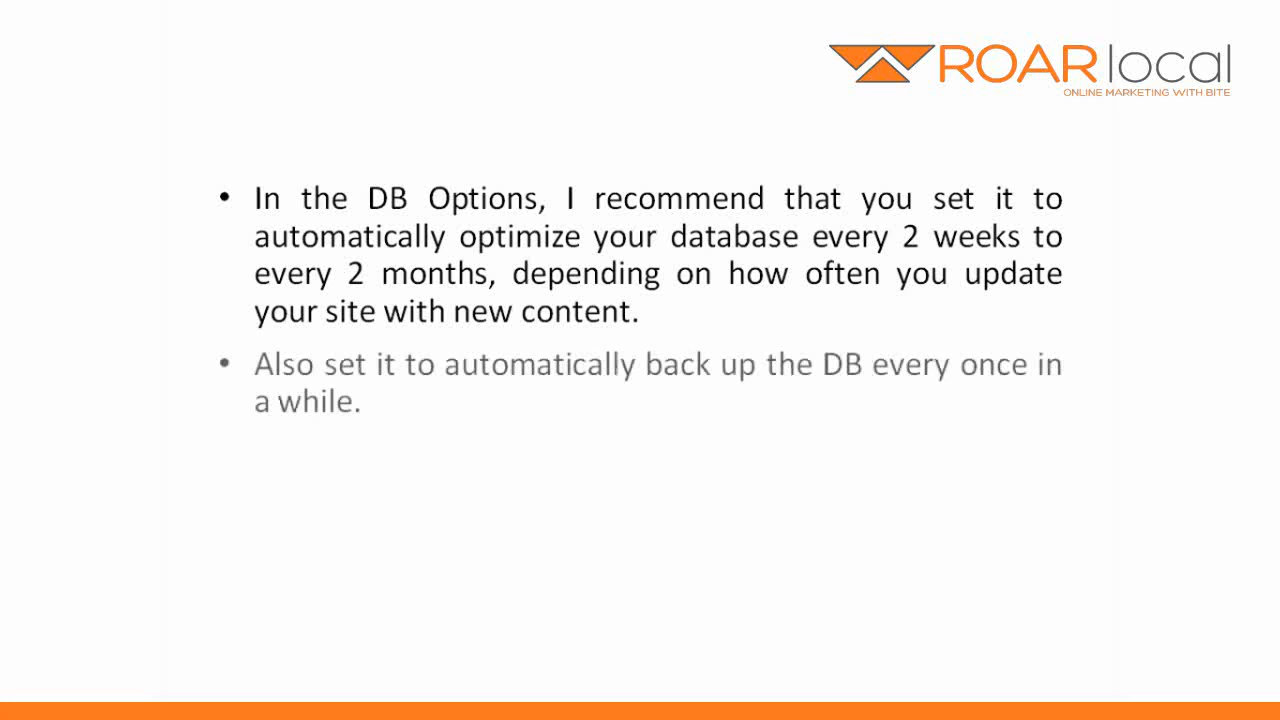 ROAR local
ONLINE MARKETING WITH BITE
• In the DB Options, I recommend that you set it to
automatically optimize your database every 2 weeks to
every 2 months, depending on how often you update
your site with new content.
• Also set it to automatically back up the DB every once in
a while.